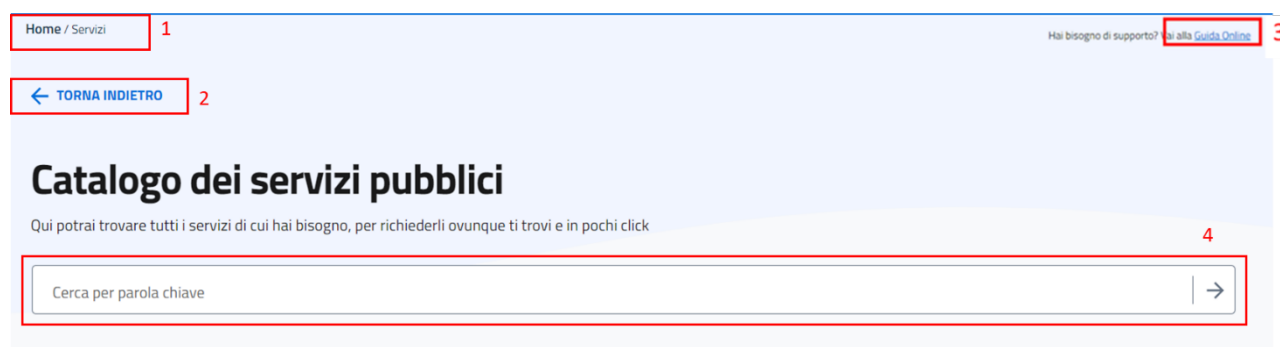 Home / Servizi 1
Hai bisogno di supporto? Vai alla Guida Online 3
← TORNA INDIETRO 2
Catalogo dei servizi pubblici
Qui potrai trovare tutti i servizi di cui hai bisogno, per richiederli ovunque ti trovi e in pochi click
4
Cerca per parola chiave →